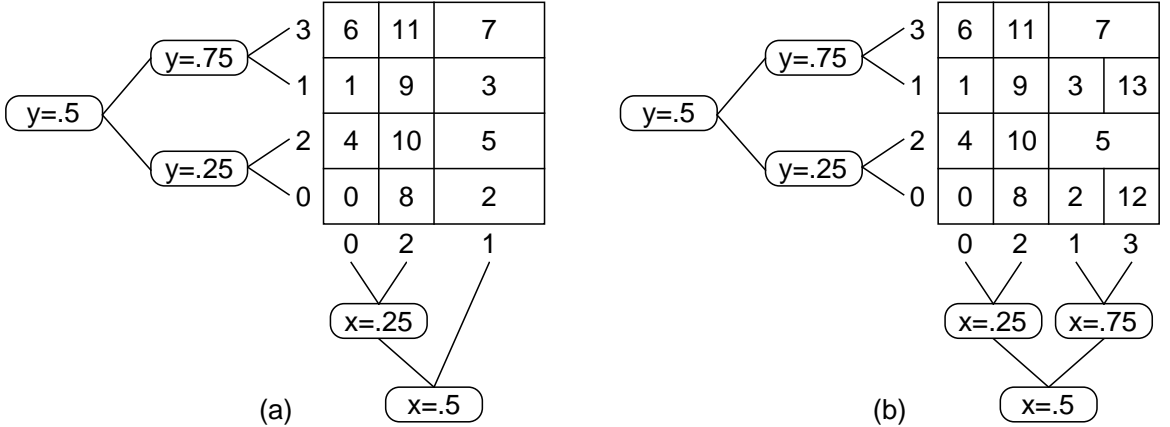 3 6 11 7
y=.75
1 1 9 3
y=.5
2 4 10 5
y=.25
0 0 8 2
0 2 1
x=.25
x=.5
(a)
3 6 11 7
y=.75
1 1 9 3 13
y=.5
2 4 10 5
y=.25
0 0 8 2 12
0 2 1 3
x=.25 x=.75
x=.5
(b)